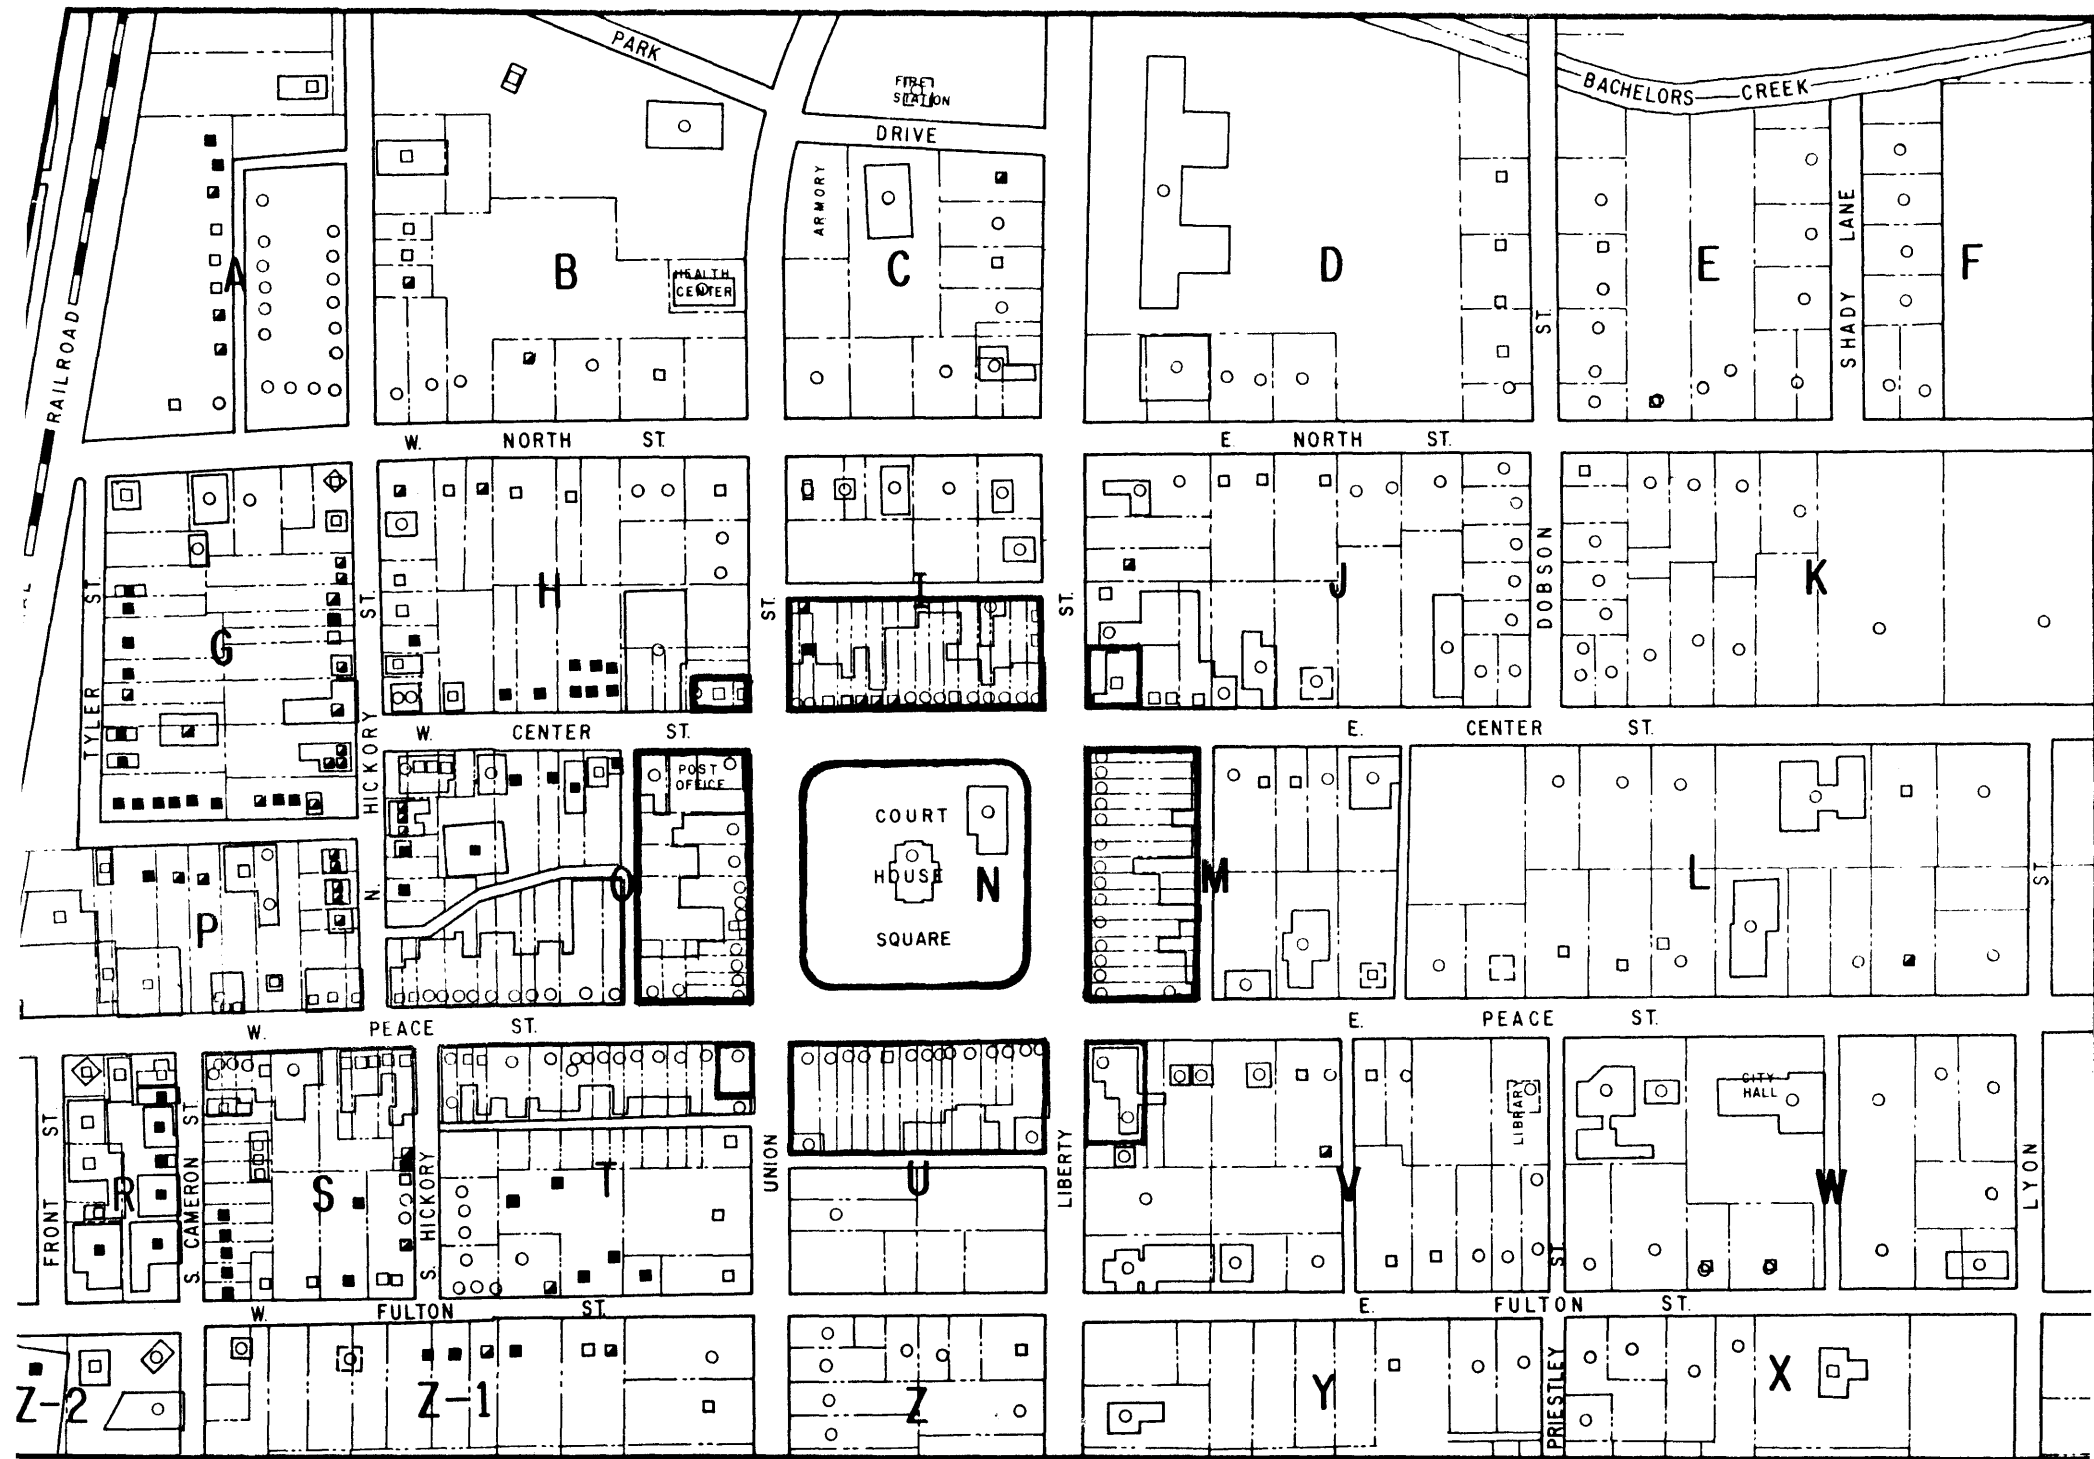 PARK
FIRE
STATION
DRIVE
BACHELORS CREEK
RAILROAD
A
B
HEALTH
CENTER
ARMORY
C
D
ST.
E
SHADY LANE
F
W. NORTH ST.
E. NORTH ST.
TYLER ST.
G
N. HICKORY ST.
H
ST.
I
ST.
J
DOBSON
K
W. CENTER ST.
E. CENTER ST.
POST
OFFICE
O
COURT
HOUSE
SQUARE
N
M
L
ST.
P
W. PEACE ST.
E. PEACE ST.
FRONT ST
R
S. CAMERON ST.
S
S. HICKORY
T
UNION
U
LIBERTY
V
LIBRARY
ST.
CITY
HALL
W
LYON
W. FULTON ST.
E. FULTON ST.
Z-2
Z-1
Z
Y
PRIESTLEY
X